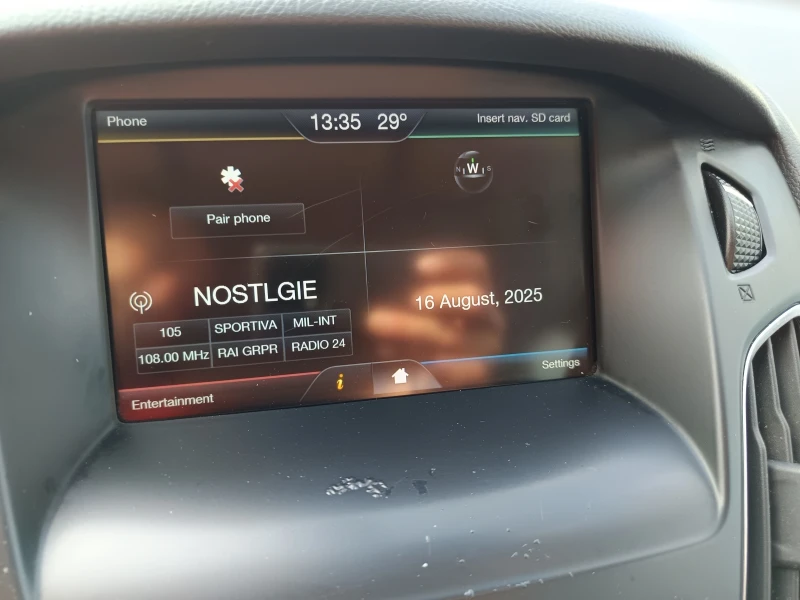 Phone 13:35 29° Insert nav. SD card
N W S
Pair phone
NOSTLGIE
16 August, 2025
105 SPORTIVA MIL-INT
108.00 MHz RAI GRPR RADIO 24
Entertainment i Settings